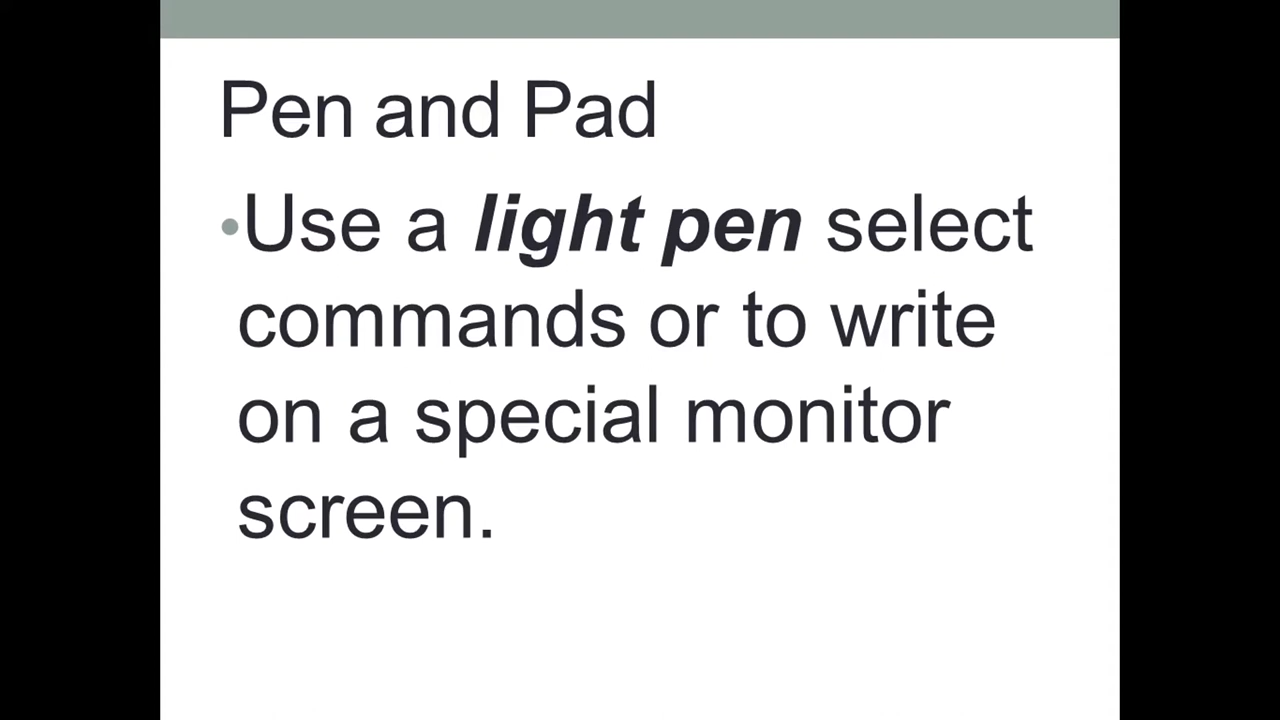 Pen and Pad
•Use a light pen select
commands or to write
on a special monitor
screen.